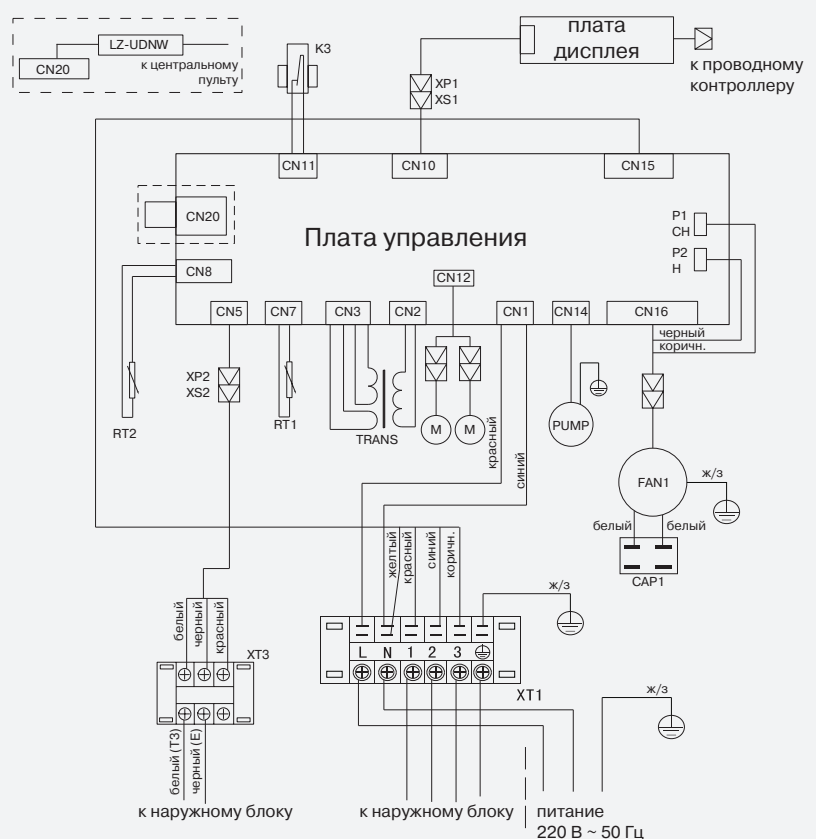 LZ-UDNW
CN20
к центральному
пульту
K3
плата
дисплея
к проводному
контроллеру
XP1
XS1
CN11
CN10
CN15
CN20
P1
CH
P2
H
Плата управления
CN8
CN12
CN5
CN7
CN3
CN2
CN1
CN14
CN16
черный
коричн.
XP2
XS2
RT2
RT1
TRANS
M
M
PUMP
красный
синий
FAN1
ж/з
белый
белый
CAP1
желтый
красный
синий
коричн.
ж/з
белый
черный
красный
XT3
L N 1 2 3
XT1
ж/з
белый (T3)
черный (E)
к наружному блоку
к наружному блоку
питание
220 В ~ 50 Гц